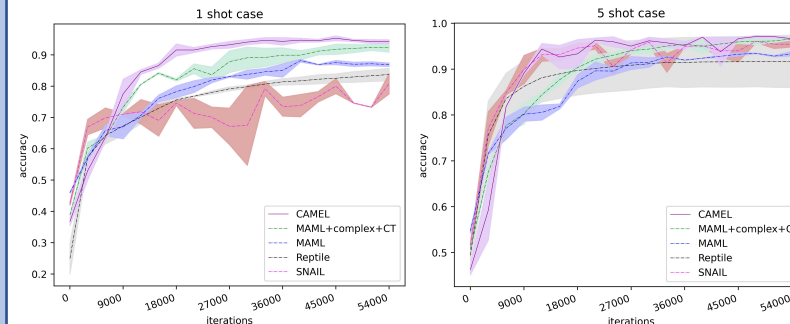 1 shot case
accuracy
0.9
0.8
0.7
0.6
0.5
0.4
0.3
0.2
CAMEL
MAML+complex+CT
MAML
Reptile
SNAIL
0 9000 18000 27000 36000 45000 54000
iterations
5 shot case
accuracy
1.0
0.9
0.8
0.7
0.6
0.5
CAMEL
MAML+complex+C
MAML
Reptile
SNAIL
0 9000 18000 27000 36000 45000 54000
iterations